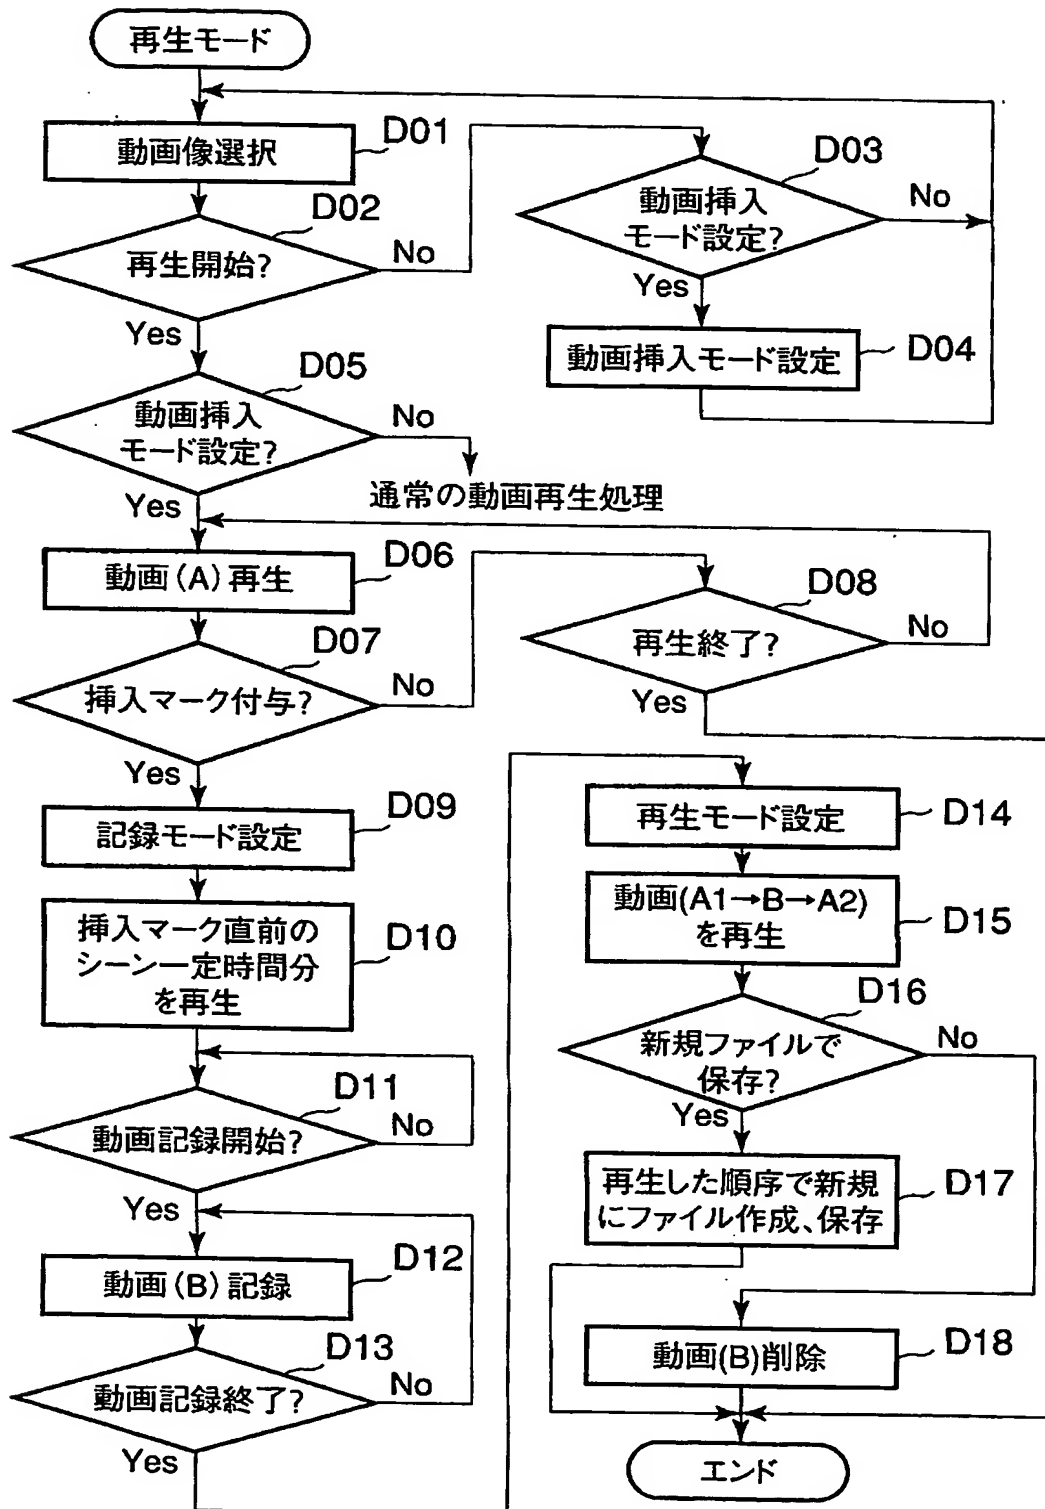 再生モード
動画像選択
D01
D02
再生開始?
No
Yes
D03
動画挿入
モード設定?
No
Yes
動画挿入モード設定
D04
D05
動画挿入
モード設定?
No
通常の動画再生処理
Yes
動画(A)再生
D06
D07
挿入マーク付与?
No
Yes
D08
再生終了?
No
Yes
記録モード設定
D09
挿入マーク直前の
シーン一定時間分
を再生
D10
D11
動画記録開始?
No
Yes
動画(B)記録
D12
D13
動画記録終了?
No
Yes
再生モード設定
D14
動画(A1→B→A2)
を再生
D15
D16
新規ファイルで
保存?
No
Yes
再生した順序で新規
にファイル作成、保存
D17
動画(B)削除
D18
エンド